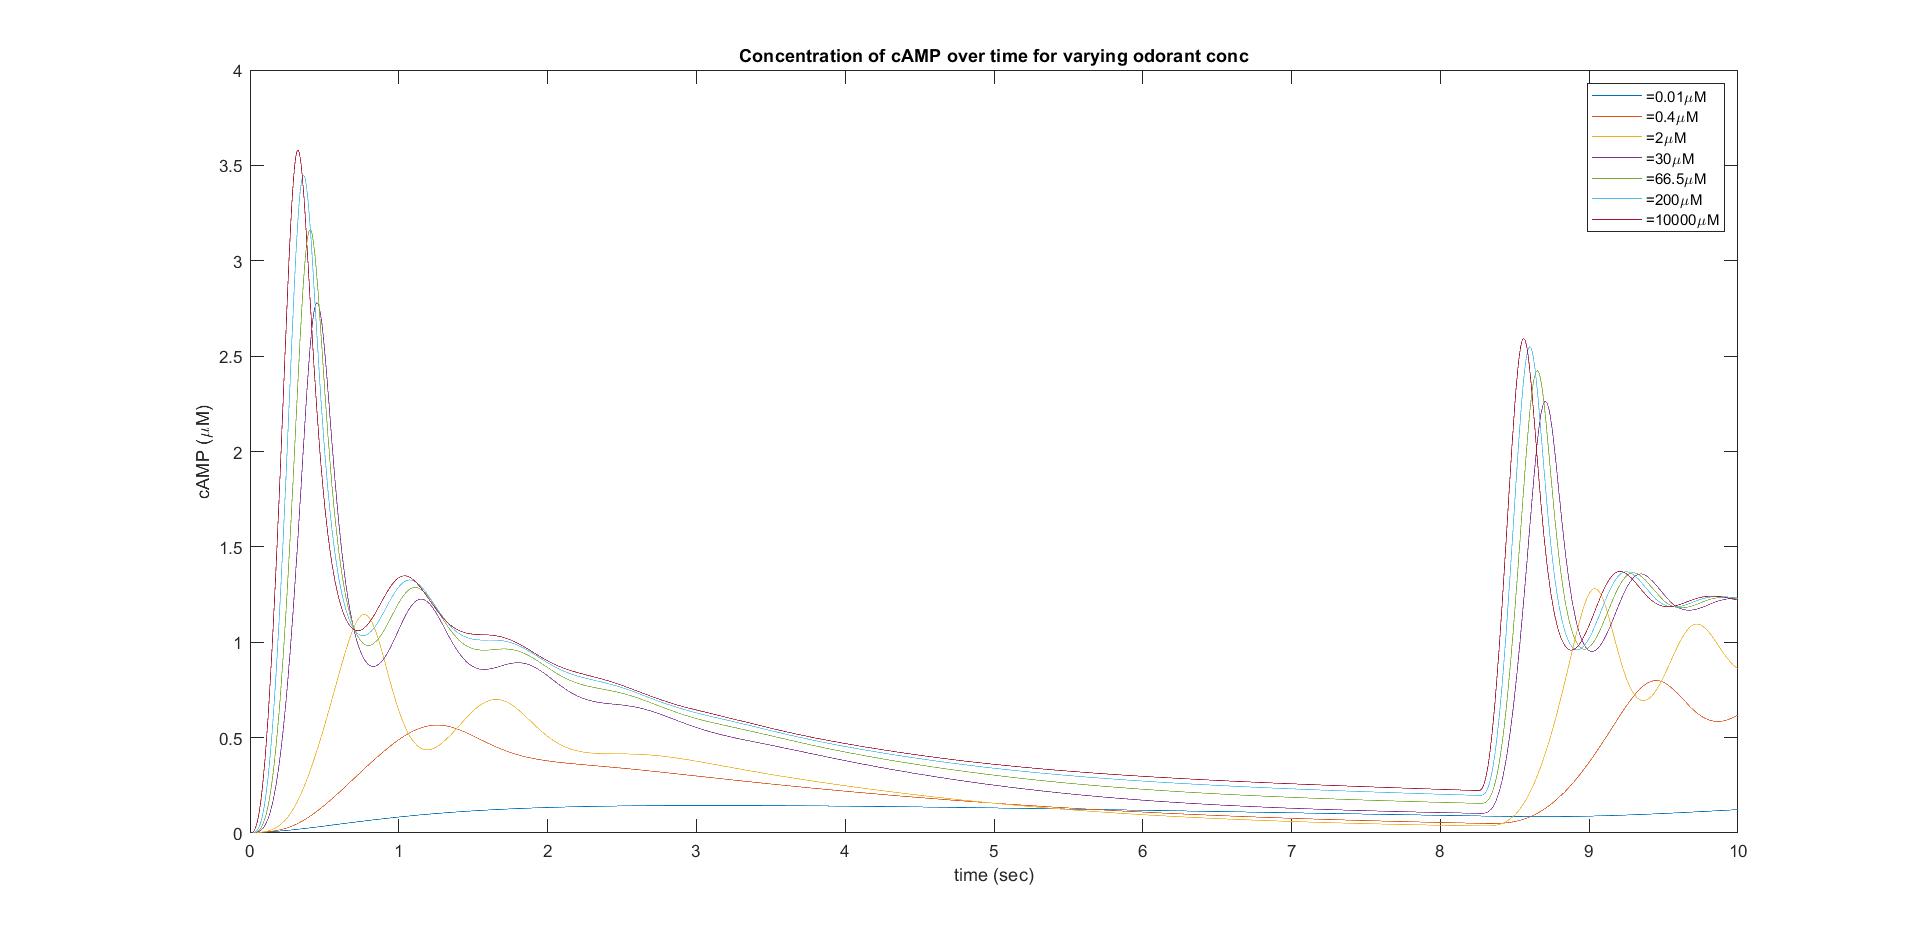 Concentration of cAMP over time for varying odorant conc
4
3.5
3
2.5
2
1.5
1
0.5
0
cAMP (μM)
=0.01μM
=0.4μM
=2μM
=30μM
=66.5μM
=200μM
=10000μM
0 1 2 3 4 5 6 7 8 9 10
time (sec)